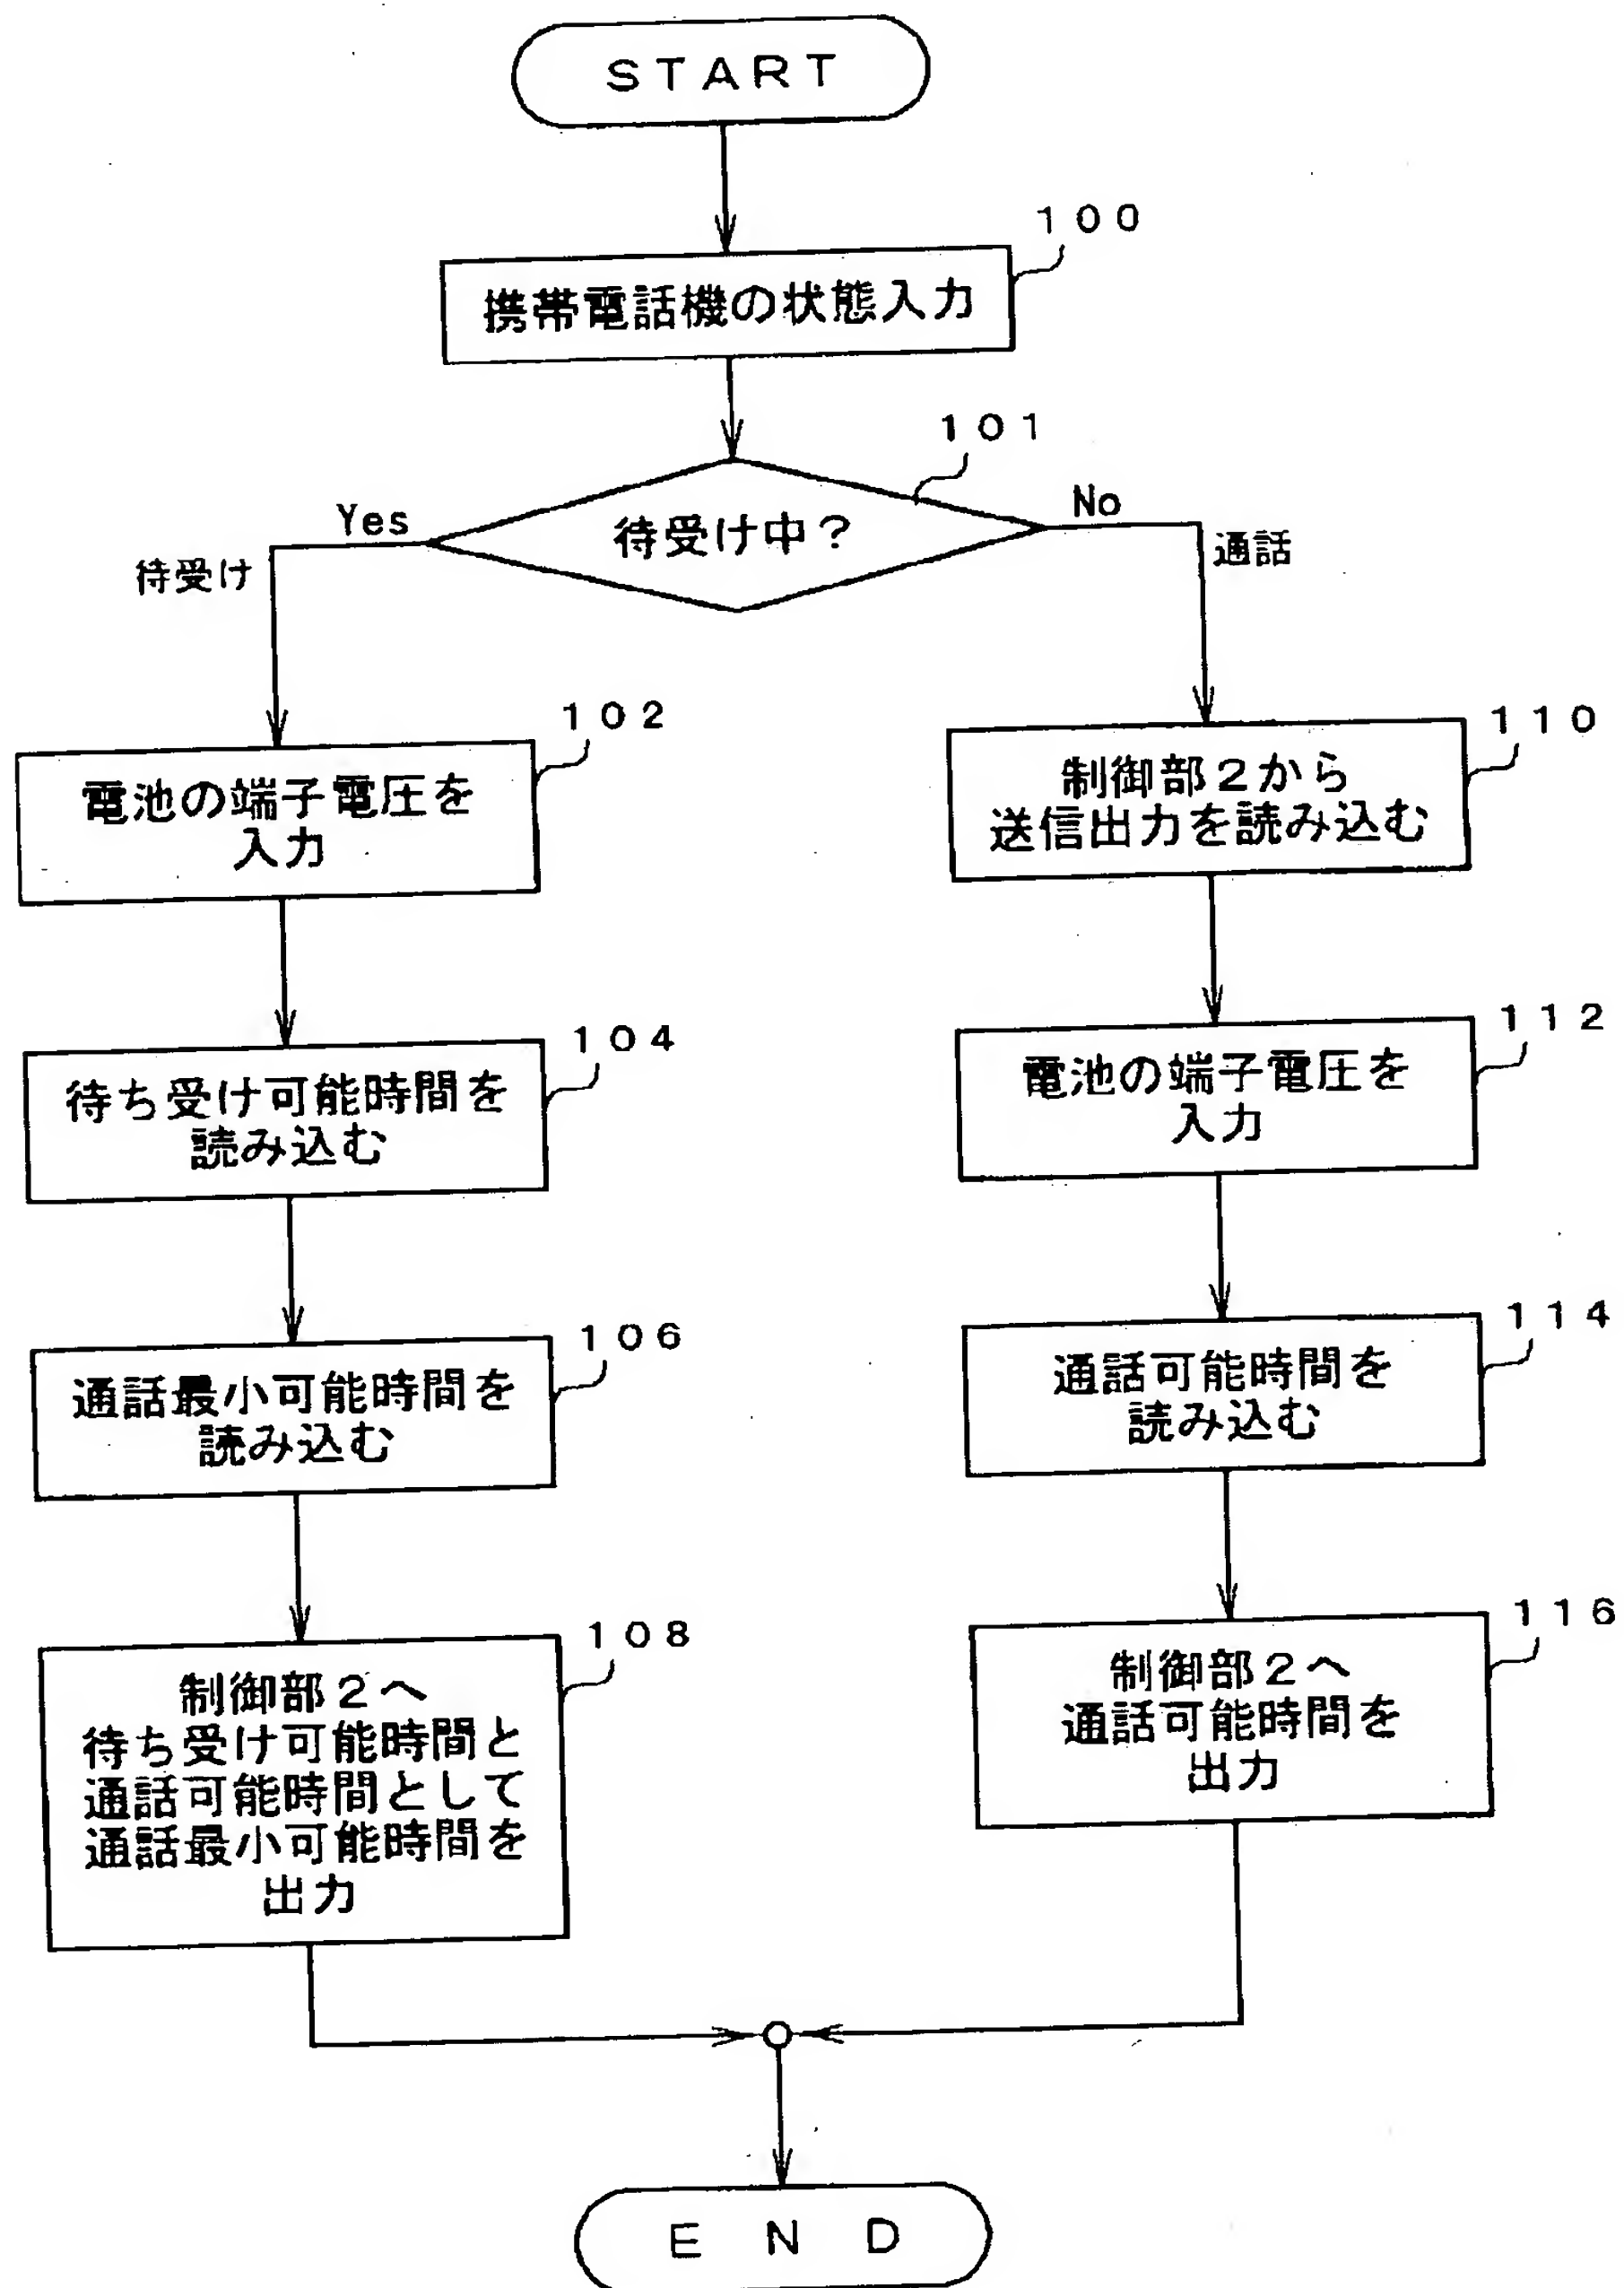 START
100
携帯電話機の状態入力
101
待受け中?
Yes
待受け
No
通話
102
電池の端子電圧を
入力
104
待ち受け可能時間を
読み込む
106
通話最小可能時間を
読み込む
108
制御部2へ
待ち受け可能時間と
通話可能時間として
通話最小可能時間を
出力
110
制御部2から
送信出力を読み込む
112
電池の端子電圧を
入力
114
通話可能時間を
読み込む
116
制御部2へ
通話可能時間を
出力
END